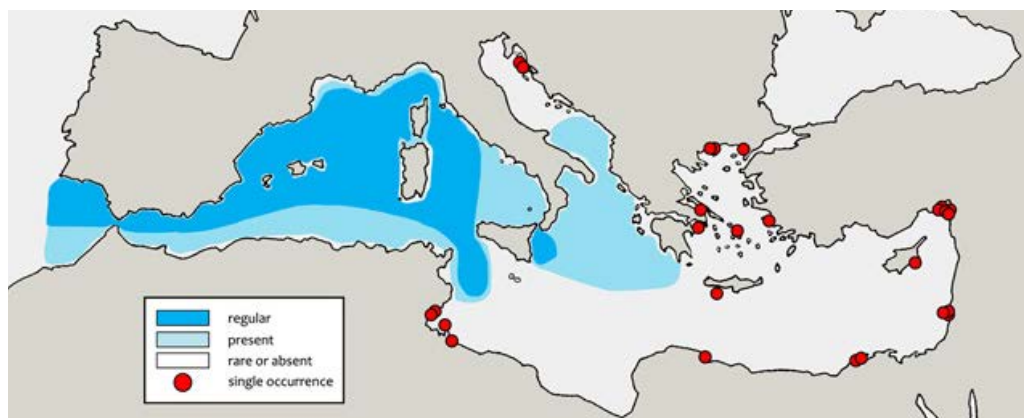 regular
present
rare or absent
single occurrence